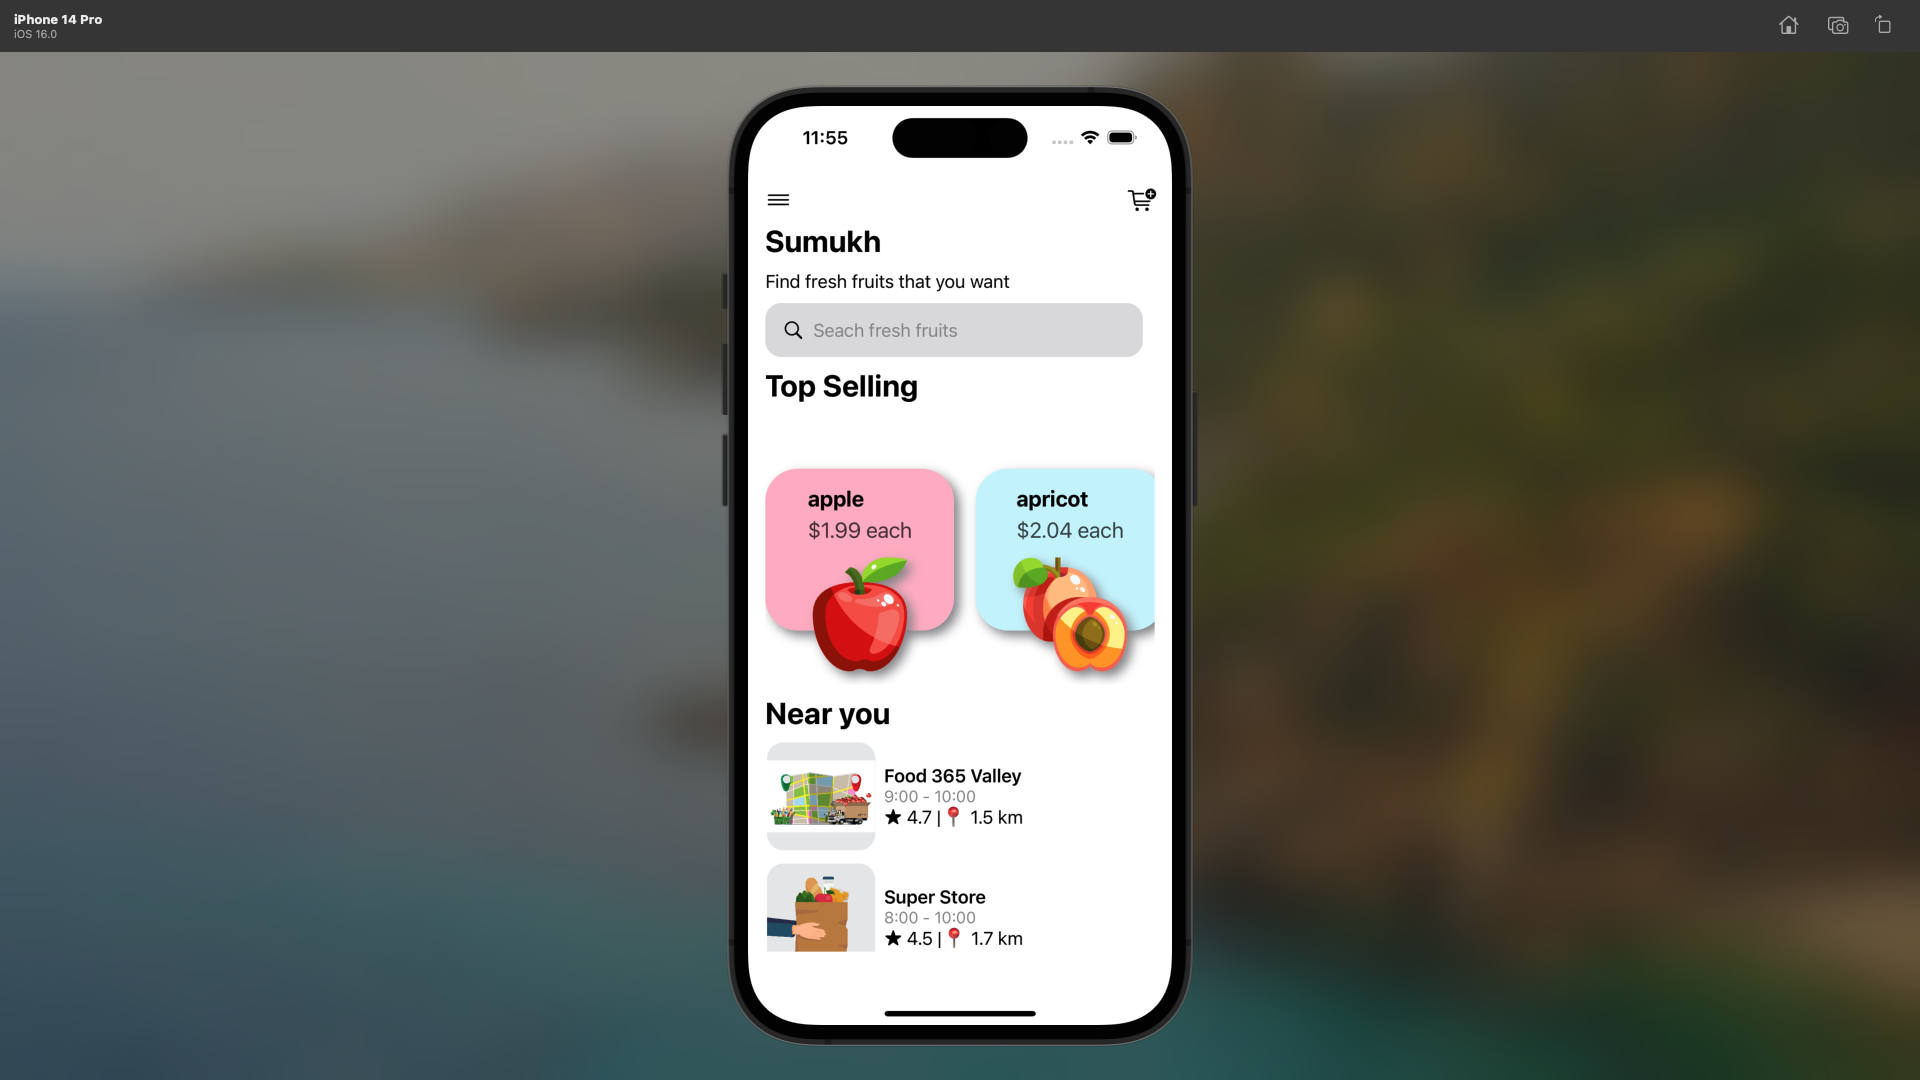 iPhone 14 Pro
iOS 16.0
11:55
Sumukh
Find fresh fruits that you want
Seach fresh fruits
Top Selling
apple
$1.99 each
apricot
$2.04 each
Near you
Food 365 Valley
9:00 - 10:00
★ 4.7 | 📍 1.5 km
Super Store
8:00 - 10:00
★ 4.5 | 📍 1.7 km